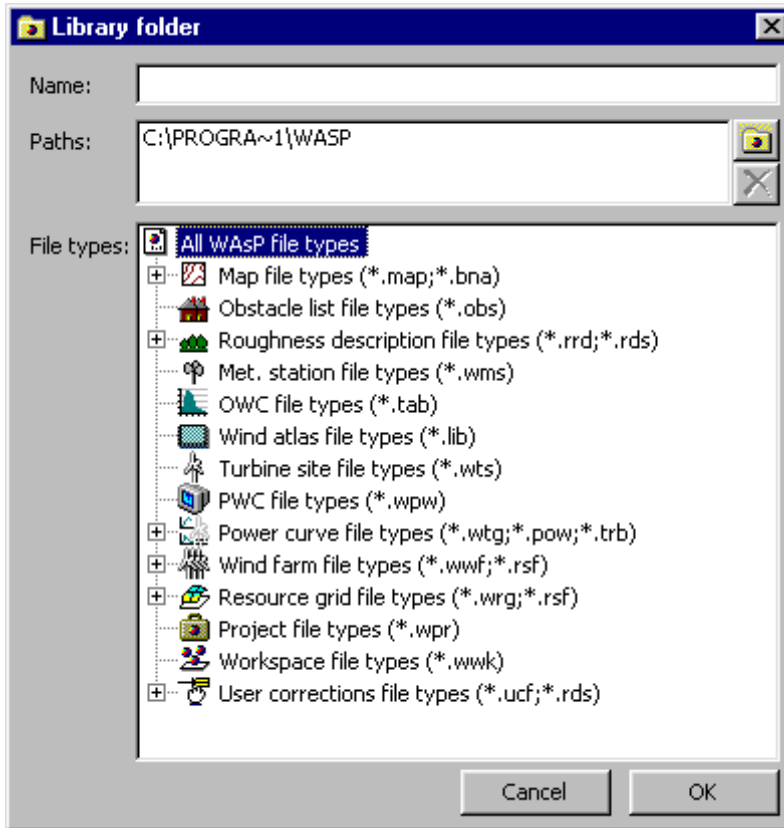 Library folder
Name:
Paths: C:\PROGRA~1\WASP
File types: All WAsP file types
Map file types (*.map;*.bna)
Obstacle list file types (*.obs)
Roughness description file types (*.rrd;*.rds)
Met. station file types (*.wms)
OWC file types (*.tab)
Wind atlas file types (*.lib)
Turbine site file types (*.wts)
PWC file types (*.wpw)
Power curve file types (*.wtg;*.pow;*.trb)
Wind farm file types (*.wwf;*.rsf)
Resource grid file types (*.wrg;*.rsf)
Project file types (*.wpr)
Workspace file types (*.wwk)
User corrections file types (*.ucf;*.rds)
Cancel OK